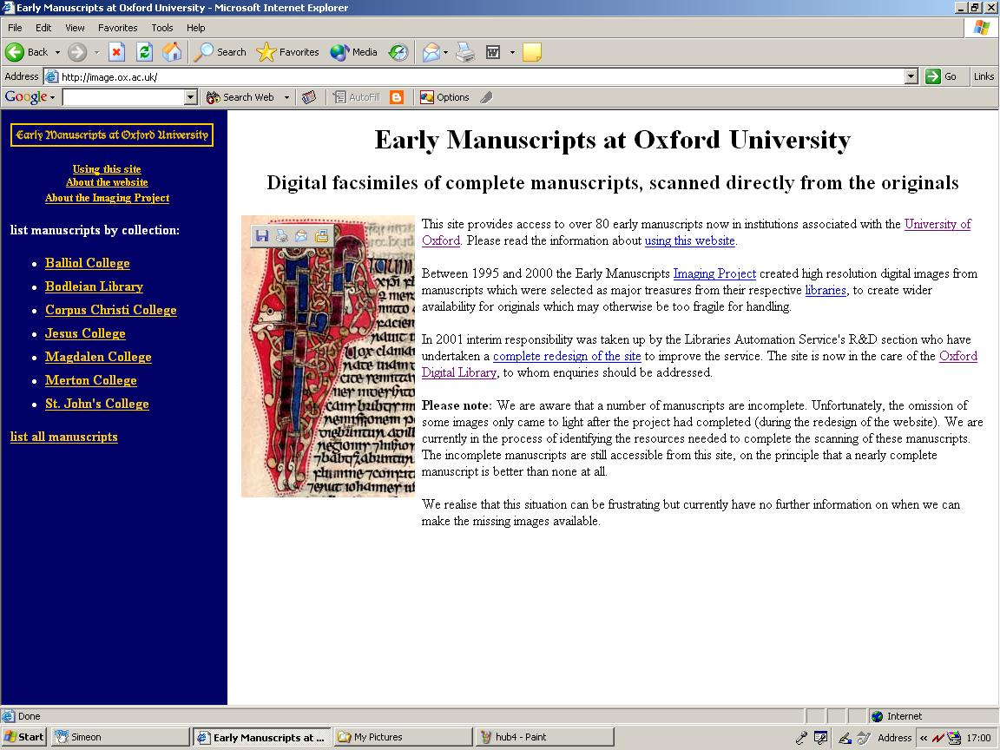 Early Manuscripts at Oxford University - Microsoft Internet Explorer
File Edit View Favorites Tools Help
Back Search Favorites Media
Address http://image.ox.ac.uk/ Go Links
Google Search Web AutoFill Options
Early Manuscripts at Oxford University
Using this site
About the website
About the Imaging Project
list manuscripts by collection:
Balliol College
Bodleian Library
Corpus Christi College
Jesus College
Magdalen College
Merton College
St. John's College
list all manuscripts
Early Manuscripts at Oxford University
Digital facsimiles of complete manuscripts, scanned directly from the originals
This site provides access to over 80 early manuscripts now in institutions associated with the University of
Oxford. Please read the information about using this website.
Between 1995 and 2000 the Early Manuscripts Imaging Project created high resolution digital images from
manuscripts which were selected as major treasures from their respective libraries, to create wider
availability for originals which may otherwise be too fragile for handling.
In 2001 interim responsibility was taken up by the Libraries Automation Service's R&D section who have
undertaken a complete redesign of the site to improve the service. The site is now in the care of the Oxford
Digital Library, to whom enquiries should be addressed.
Please note: We are aware that a number of manuscripts are incomplete. Unfortunately, the omission of
some images only came to light after the project had completed (during the redesign of the website). We are
currently in the process of identifying the resources needed to complete the scanning of these manuscripts.
The incomplete manuscripts are still accessible from this site, on the principle that a nearly complete
manuscript is better than none at all.
We realise that this situation can be frustrating but currently have no further information on when we can
make the missing images available.
Done Internet
Start Simeon Early Manuscripts at ... My Pictures hub4 - Paint Address « 17:00